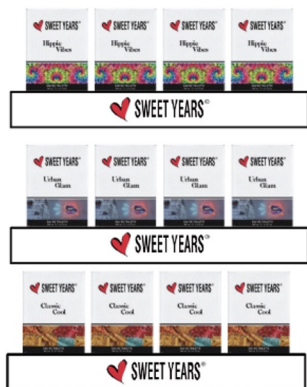 SWEET YEARS SWEET YEARS SWEET YEARS SWEET YEARS
Hippie Hippie Hippie Hippie
Vibes Vibes Vibes Vibes
SWEET YEARS
SWEET YEARS SWEET YEARS SWEET YEARS SWEET YEARS
Urban Urban Urban Urban
Glam Glam Glam Glam
SWEET YEARS
SWEET YEARS SWEET YEARS SWEET YEARS SWEET YEARS
Classic Classic Classic Classic
Cool Cool Cool Cool
SWEET YEARS